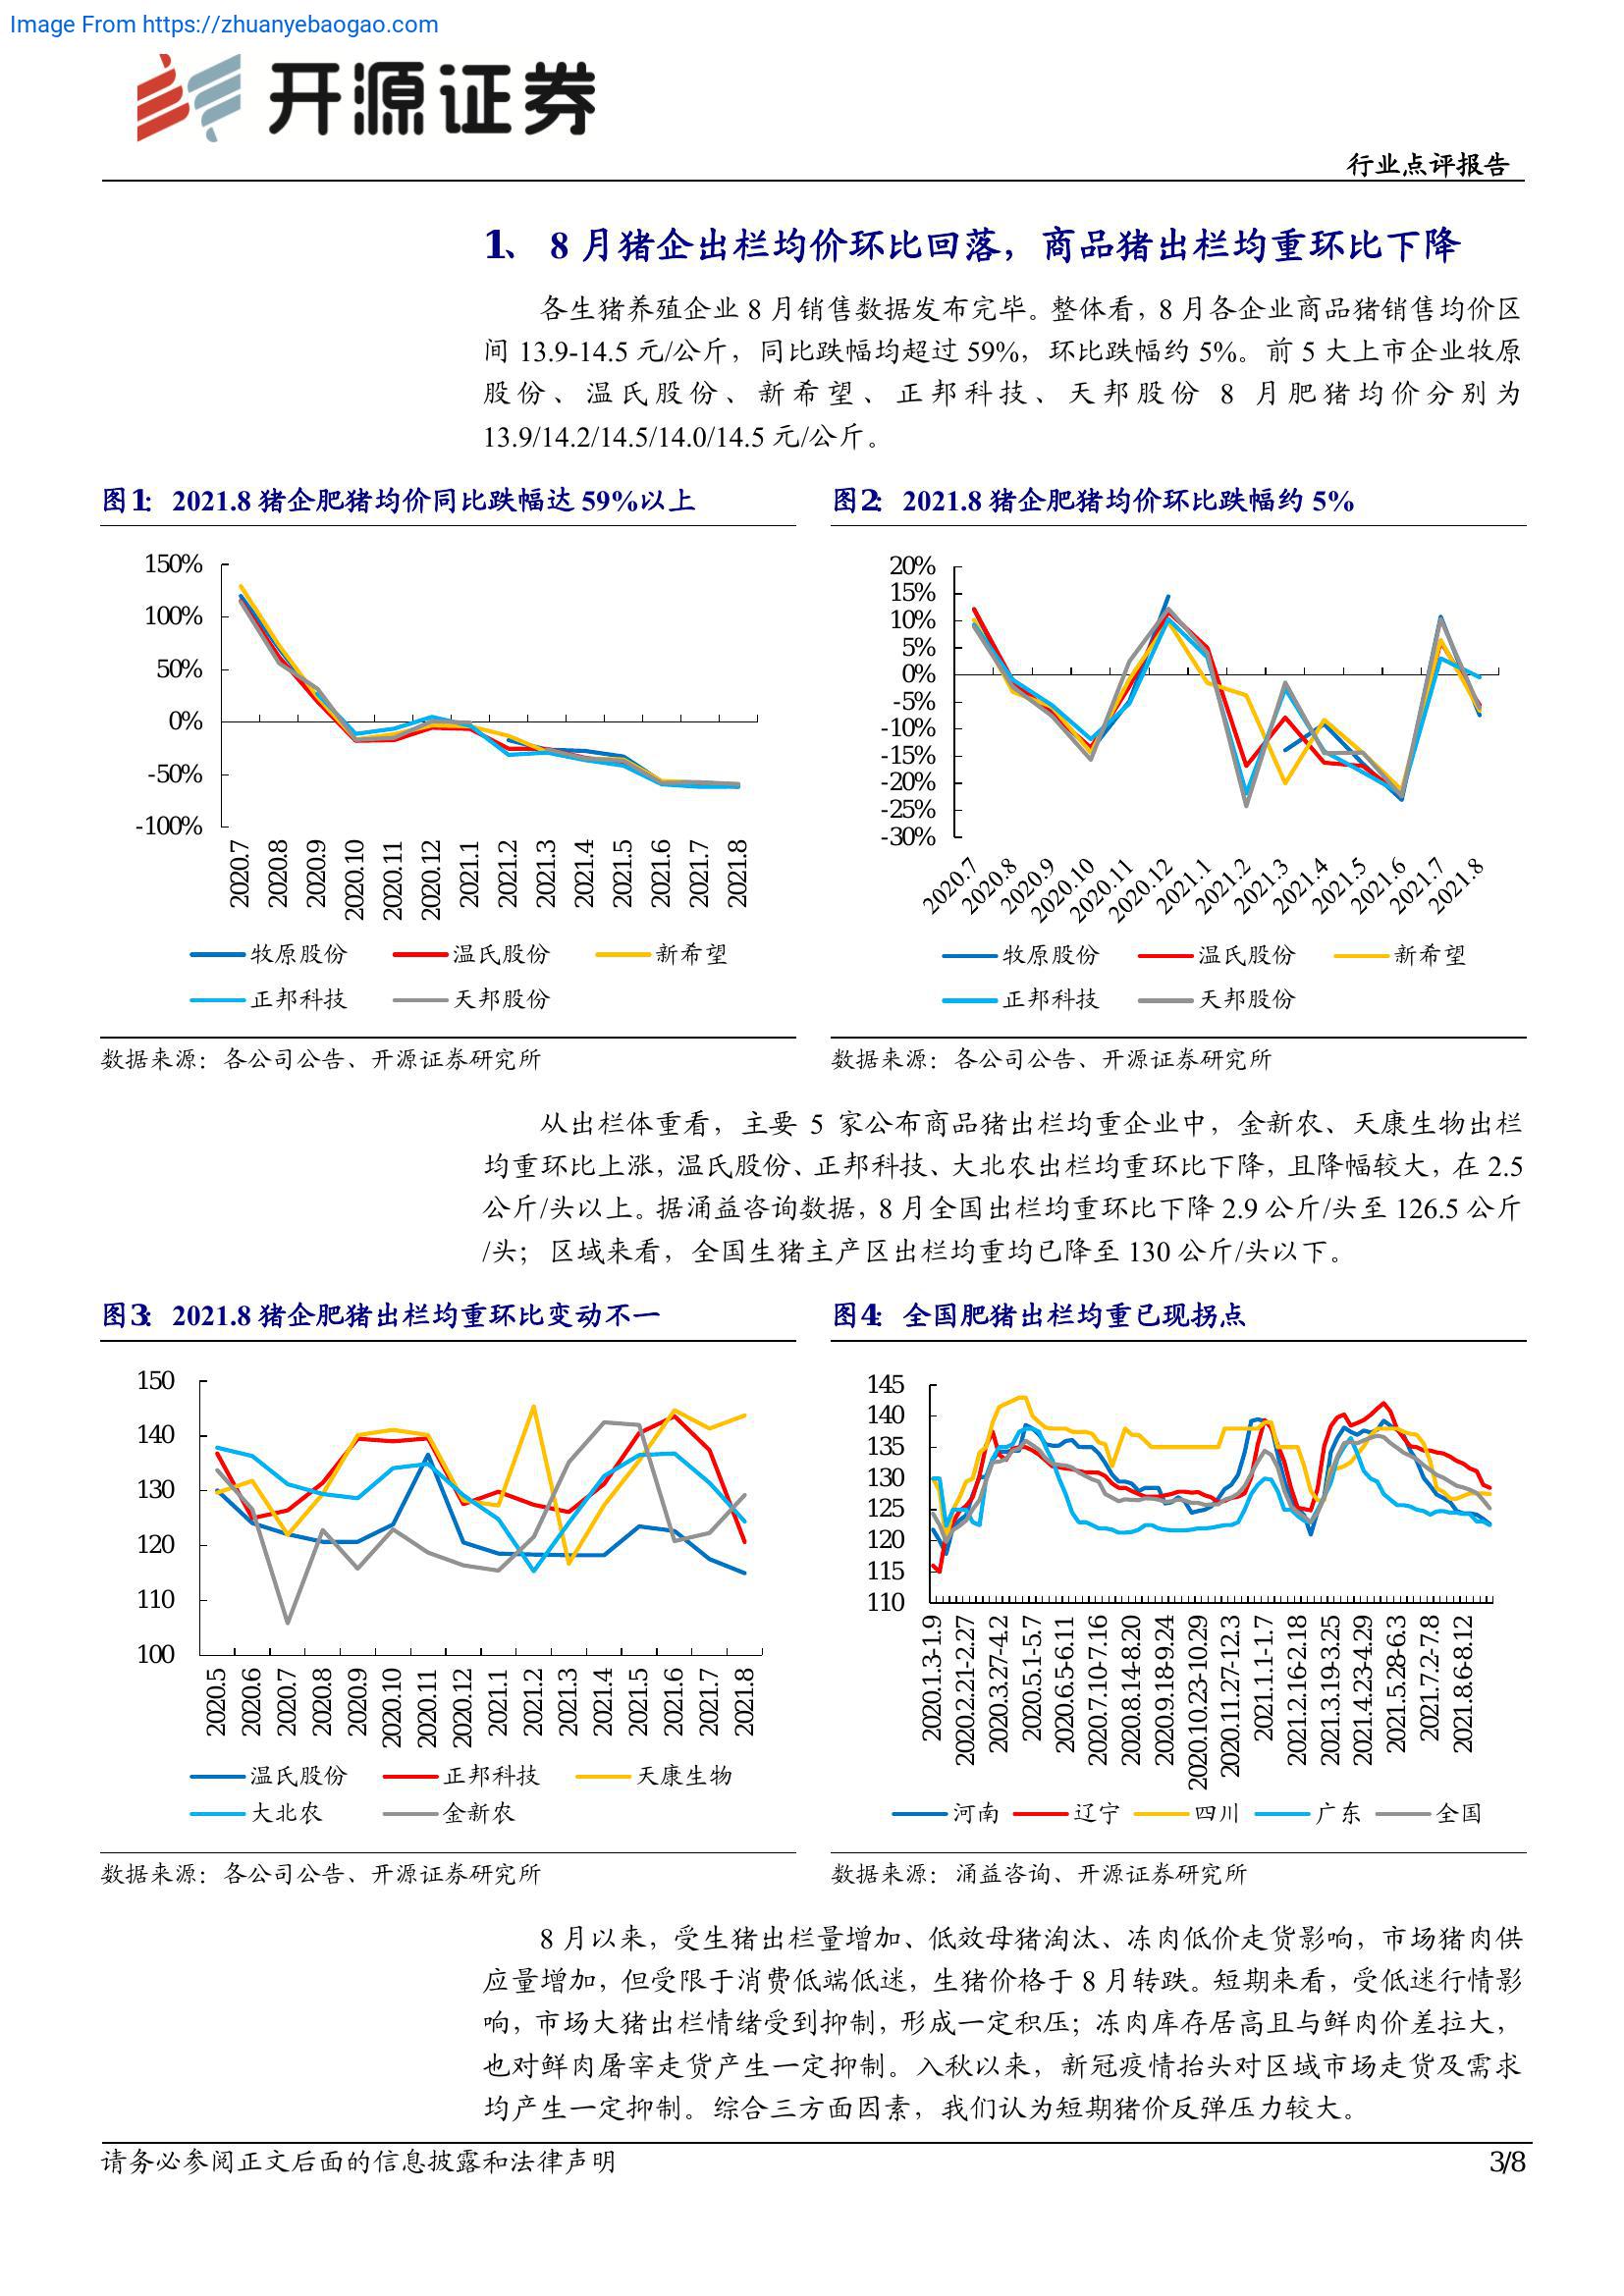 Image From https://zhuanyebaogao.com
开源证券
行业点评报告
1、 8 月猪企出栏均价环比回落，商品猪出栏均重环比下降
各生猪养殖企业 8 月销售数据发布完毕。整体看，8 月各企业商品猪销售均价区
间 13.9-14.5 元/公斤，同比跌幅均超过 59%，环比跌幅约 5%。前 5 大上市企业牧原
股份、温氏股份、新希望、正邦科技、天邦股份 8 月肥猪均价分别为
13.9/14.2/14.5/14.0/14.5 元/公斤。
图1： 2021.8 猪企肥猪均价同比跌幅达 59%以上
150%
100%
50%
0%
-50%
-100%
2020.7
2020.8
2020.9
2020.10
2020.11
2020.12
2021.1
2021.2
2021.3
2021.4
2021.5
2021.6
2021.7
2021.8
牧原股份 温氏股份 新希望
正邦科技 天邦股份
数据来源：各公司公告、开源证券研究所
图2： 2021.8 猪企肥猪均价环比跌幅约 5%
20%
15%
10%
5%
0%
-5%
-10%
-15%
-20%
-25%
-30%
2020.7
2020.8
2020.9
2020.10
2020.11
2020.12
2021.1
2021.2
2021.3
2021.4
2021.5
2021.6
2021.7
2021.8
牧原股份 温氏股份 新希望
正邦科技 天邦股份
数据来源：各公司公告、开源证券研究所
从出栏体重看，主要 5 家公布商品猪出栏均重企业中，金新农、天康生物出栏
均重环比上涨，温氏股份、正邦科技、大北农出栏均重环比下降，且降幅较大，在 2.5
公斤/头以上。据涌益咨询数据，8 月全国出栏均重环比下降 2.9 公斤/头至 126.5 公斤
/头；区域来看，全国生猪主产区出栏均重均已降至 130 公斤/头以下。
图3： 2021.8 猪企肥猪出栏均重环比变动不一
150
140
130
120
110
100
2020.5
2020.6
2020.7
2020.8
2020.9
2020.10
2020.11
2020.12
2021.1
2021.2
2021.3
2021.4
2021.5
2021.6
2021.7
2021.8
温氏股份 正邦科技 天康生物
大北农 金新农
数据来源：各公司公告、开源证券研究所
图4： 全国肥猪出栏均重已现拐点
145
140
135
130
125
120
115
110
2020.1.3-1.9
2020.2.21-2.27
2020.3.27-4.2
2020.5.1-5.7
2020.6.5-6.11
2020.7.10-7.16
2020.8.14-8.20
2020.9.18-9.24
2020.10.23-10.29
2020.11.27-12.3
2021.1.1-1.7
2021.2.16-2.18
2021.3.19-3.25
2021.4.23-4.29
2021.5.28-6.3
2021.7.2-7.8
2021.8.6-8.12
河南 辽宁 四川 广东 全国
数据来源：涌益咨询、开源证券研究所
8 月以来，受生猪出栏量增加、低效母猪淘汰、冻肉低价走货影响，市场猪肉供
应量增加，但受限于消费低端低迷，生猪价格于 8 月转跌。短期来看，受低迷行情影
响，市场大猪出栏情绪受到抑制，形成一定积压；冻肉库存居高且与鲜肉价差拉大，
也对鲜肉屠宰走货产生一定抑制。入秋以来，新冠疫情抬头对区域市场走货及需求
均产生一定抑制。综合三方面因素，我们认为短期猪价反弹压力较大。
请务必参阅正文后面的信息披露和法律声明
3/8